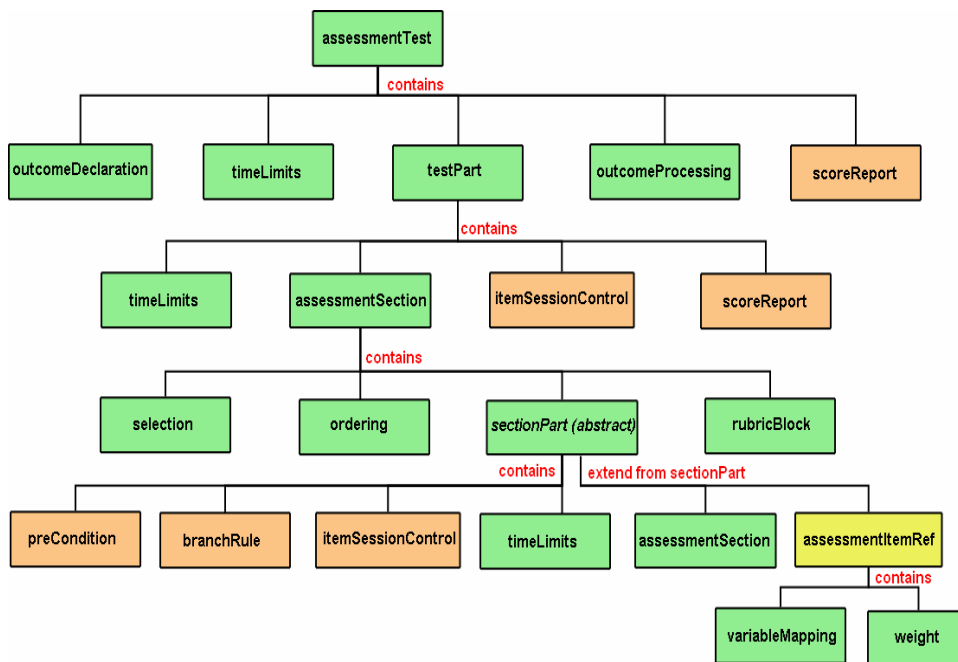 assessmentTest
contains
outcomeDeclaration
timeLimits
testPart
outcomeProcessing
scoreReport
contains
timeLimits
assessmentSection
itemSessionControl
scoreReport
contains
selection
ordering
sectionPart (abstract)
rubricBlock
contains
extend from sectionPart
preCondition
branchRule
itemSessionControl
timeLimits
assessmentSection
assessmentItemRef
contains
variableMapping
weight